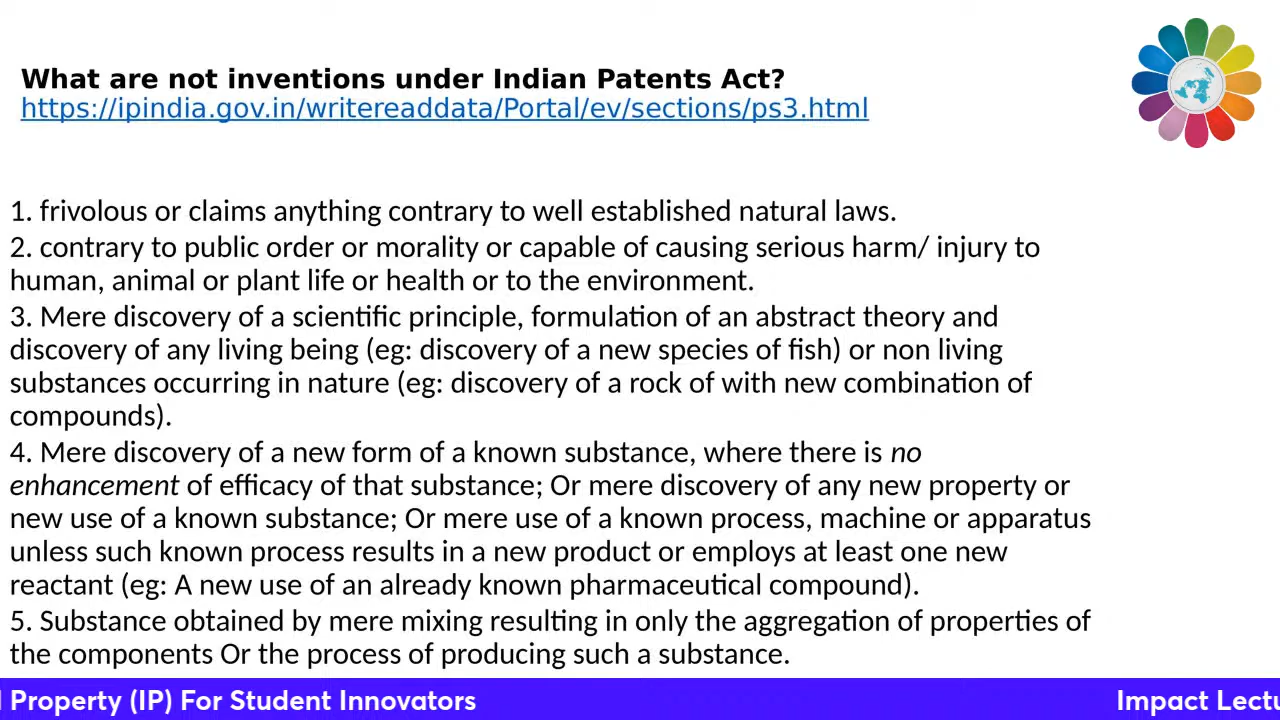 What are not inventions under Indian Patents Act?
https://ipindia.gov.in/writereaddata/Portal/ev/sections/ps3.html
1. frivolous or claims anything contrary to well established natural laws.
2. contrary to public order or morality or capable of causing serious harm/ injury to
human, animal or plant life or health or to the environment.
3. Mere discovery of a scientific principle, formulation of an abstract theory and
discovery of any living being (eg: discovery of a new species of fish) or non living
substances occurring in nature (eg: discovery of a rock of with new combination of
compounds).
4. Mere discovery of a new form of a known substance, where there is no
enhancement of efficacy of that substance; Or mere discovery of any new property or
new use of a known substance; Or mere use of a known process, machine or apparatus
unless such known process results in a new product or employs at least one new
reactant (eg: A new use of an already known pharmaceutical compound).
5. Substance obtained by mere mixing resulting in only the aggregation of properties of
the components Or the process of producing such a substance.
Property (IP) For Student Innovators
Impact